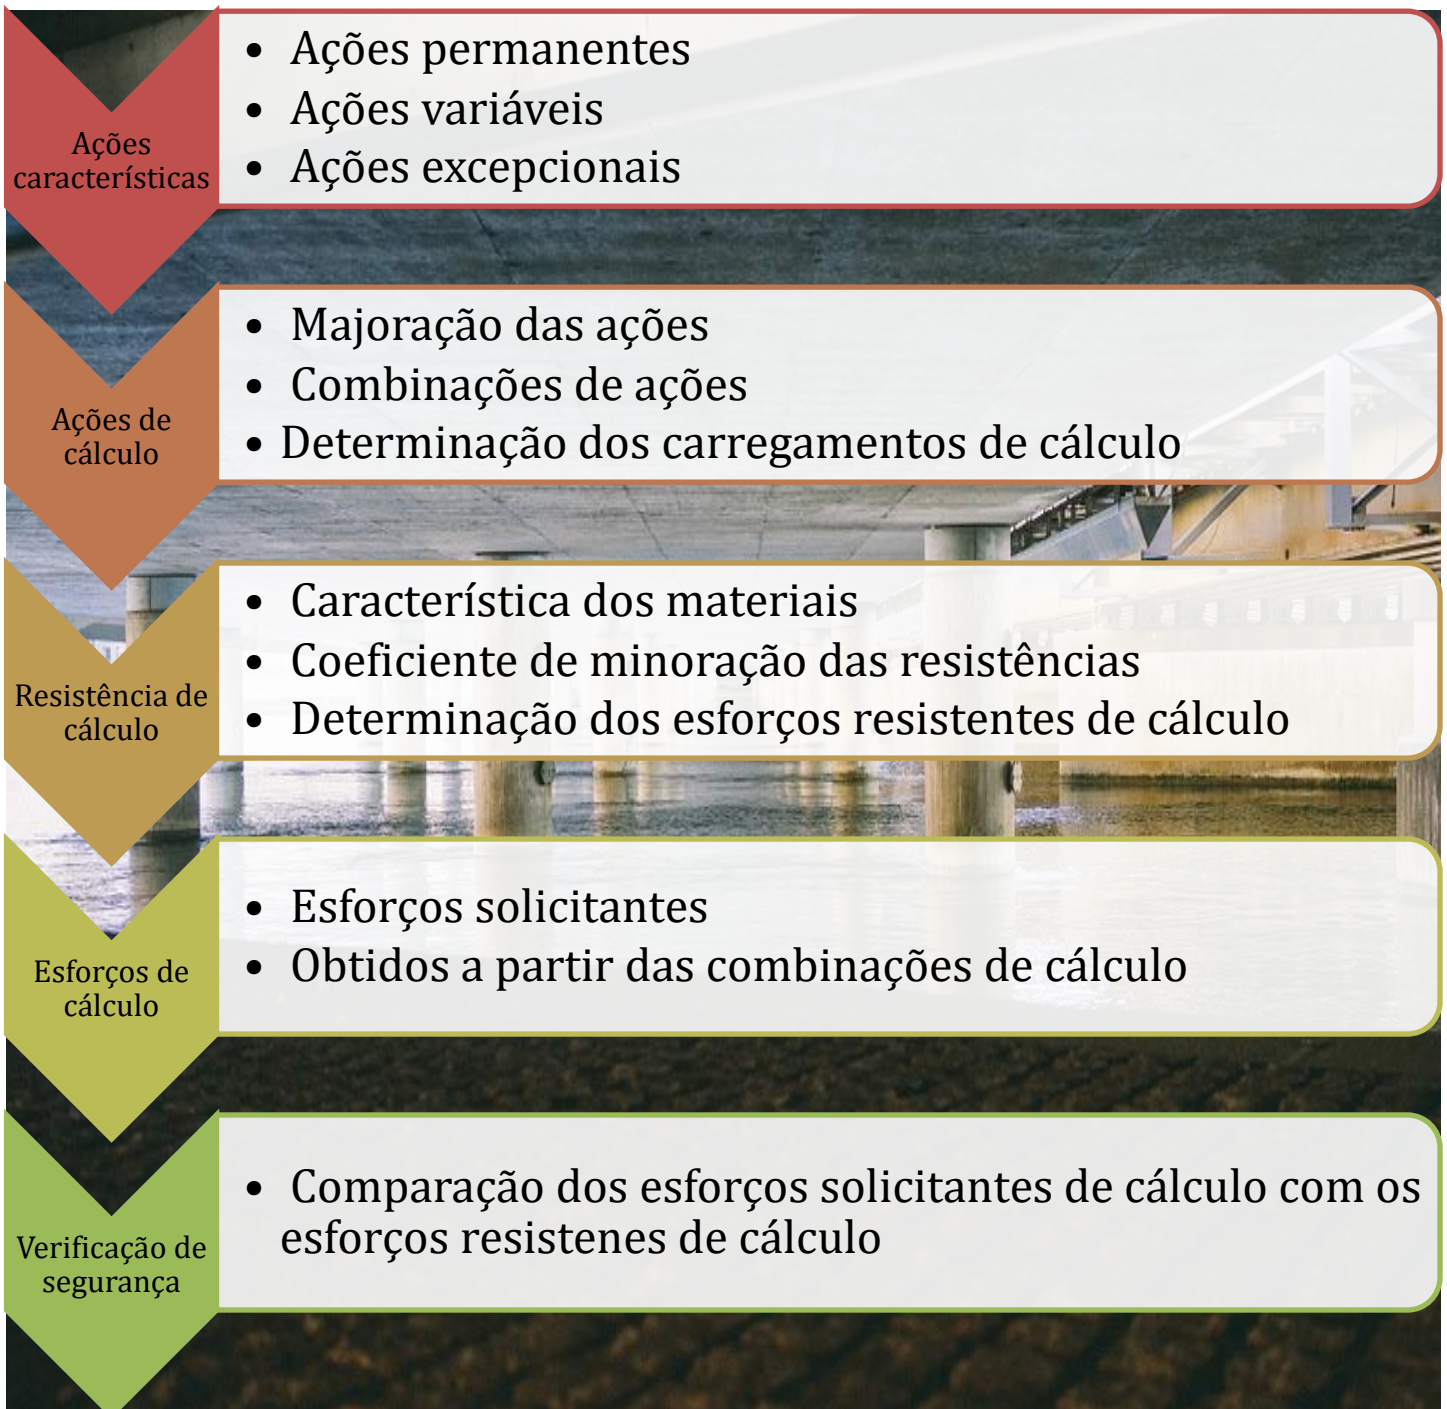 Ações
características
• Ações permanentes
• Ações variáveis
• Ações excepcionais
Ações de
cálculo
• Majoração das ações
• Combinações de ações
• Determinação dos carregamentos de cálculo
Resistência de
cálculo
• Característica dos materiais
• Coeficiente de minoração das resistências
• Determinação dos esforços resistentes de cálculo
Esforços de
cálculo
• Esforços solicitantes
• Obtidos a partir das combinações de cálculo
Verificação de
segurança
• Comparação dos esforços solicitantes de cálculo com os
esforços resistenes de cálculo